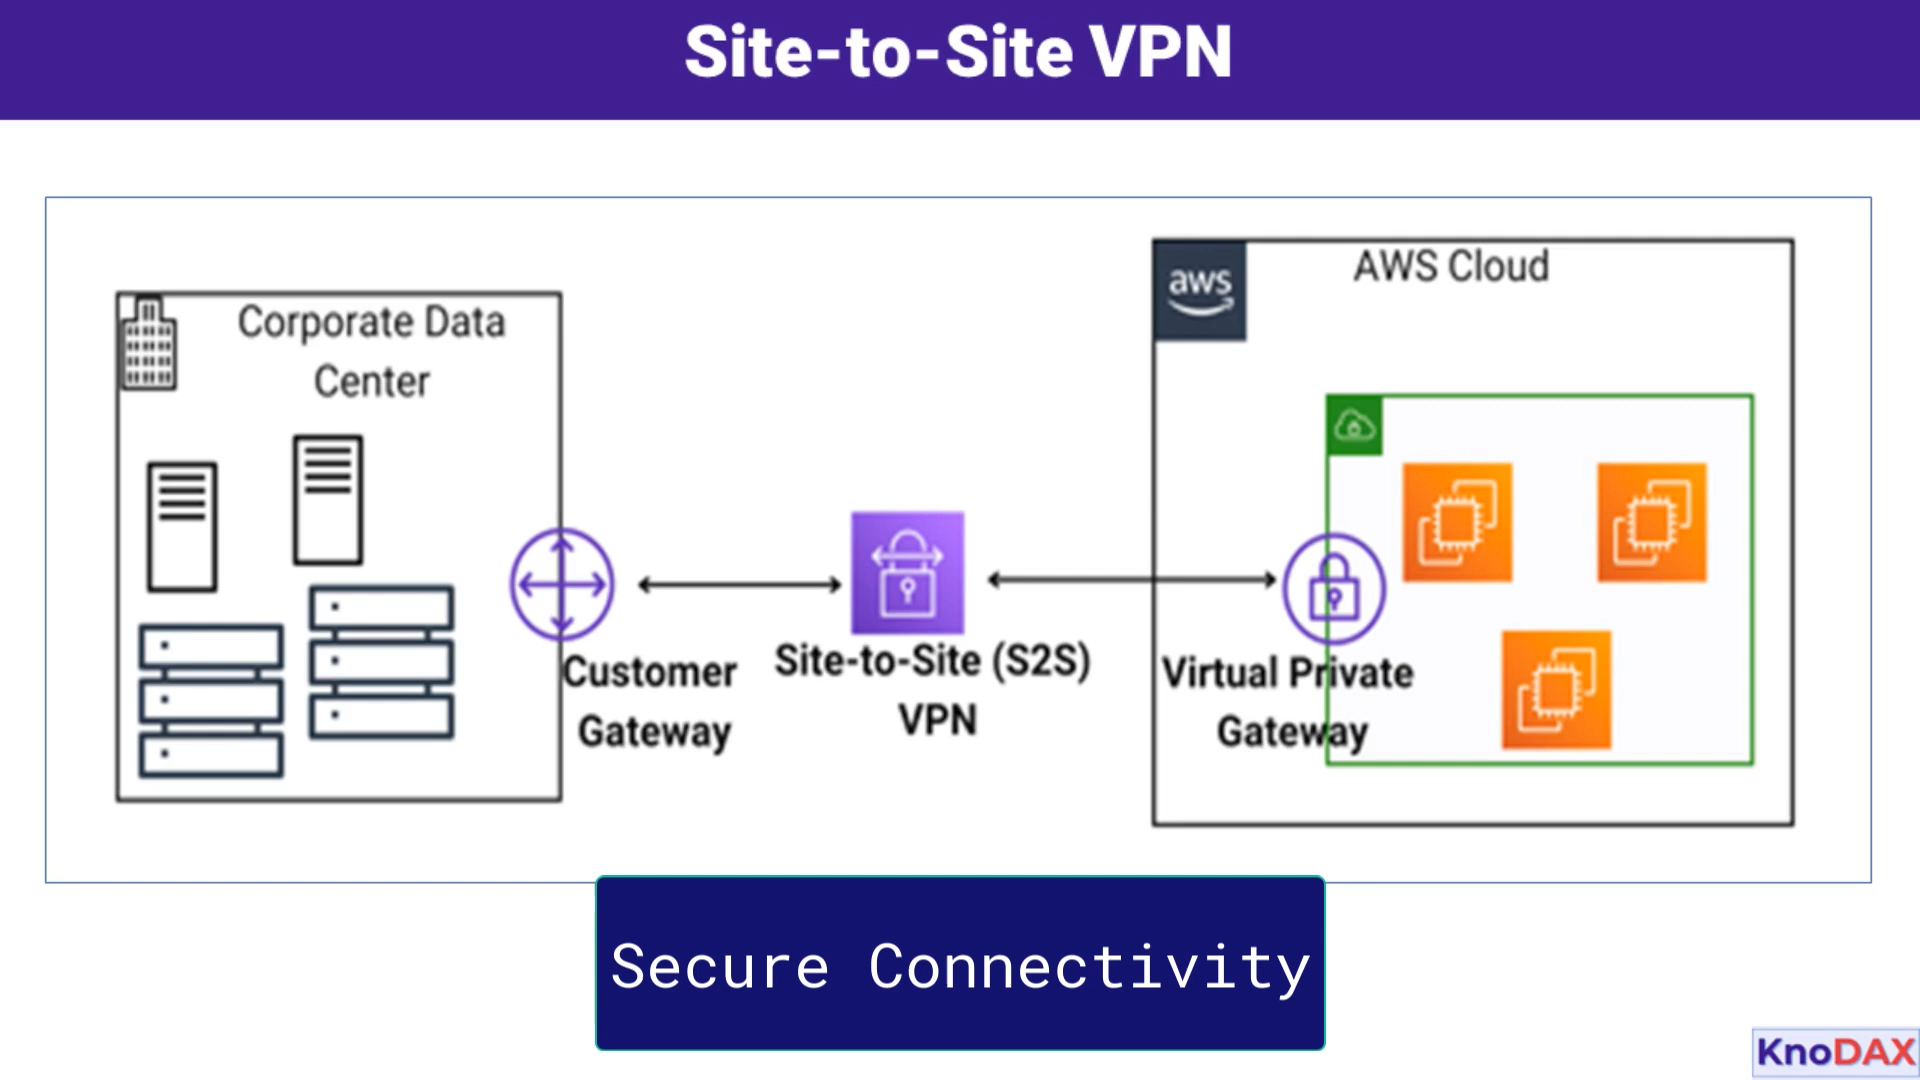 Site-to-Site VPN
Corporate Data
Center
aws
AWS Cloud
Customer
Gateway
Site-to-Site (S2S)
VPN
Virtual Private
Gateway
Secure Connectivity
KnoDAX